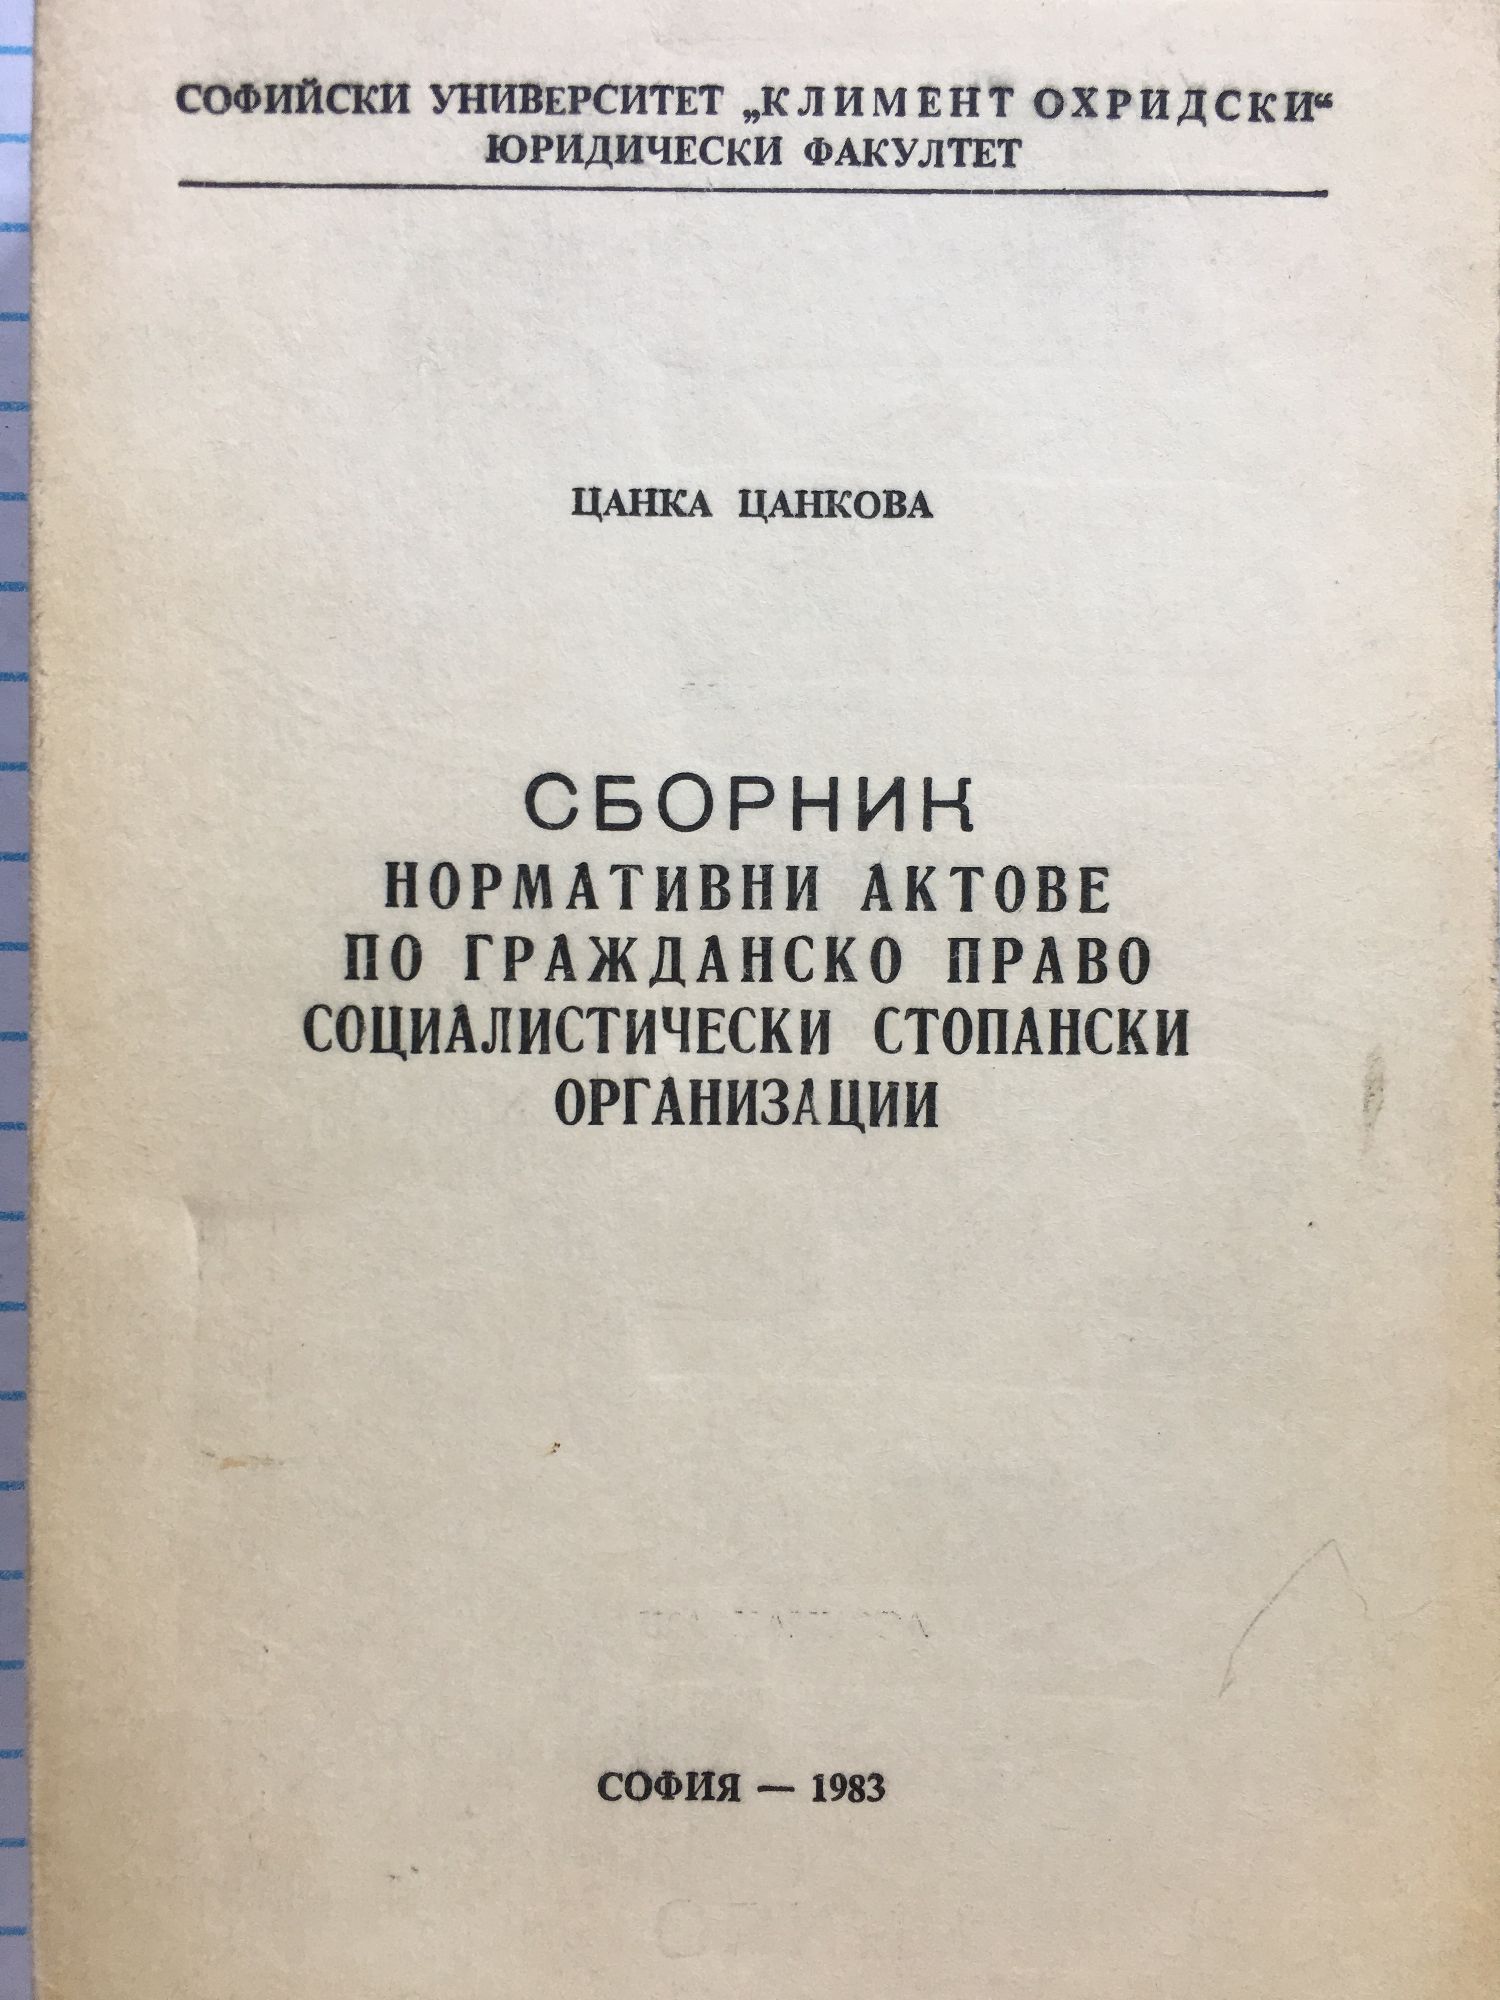 СОФИЙСКИ УНИВЕРСИТЕТ „КЛИМЕНТ ОХРИДСКИ“
ЮРИДИЧЕСКИ ФАКУЛТЕТ
ЦАНКА ЦАНКОВА
СБОРНИК
НОРМАТИВНИ АКТОВЕ
ПО ГРАЖДАНСКО ПРАВО
СОЦИАЛИСТИЧЕСКИ СТОПАНСКИ
ОРГАНИЗАЦИИ
СОФИЯ — 1983